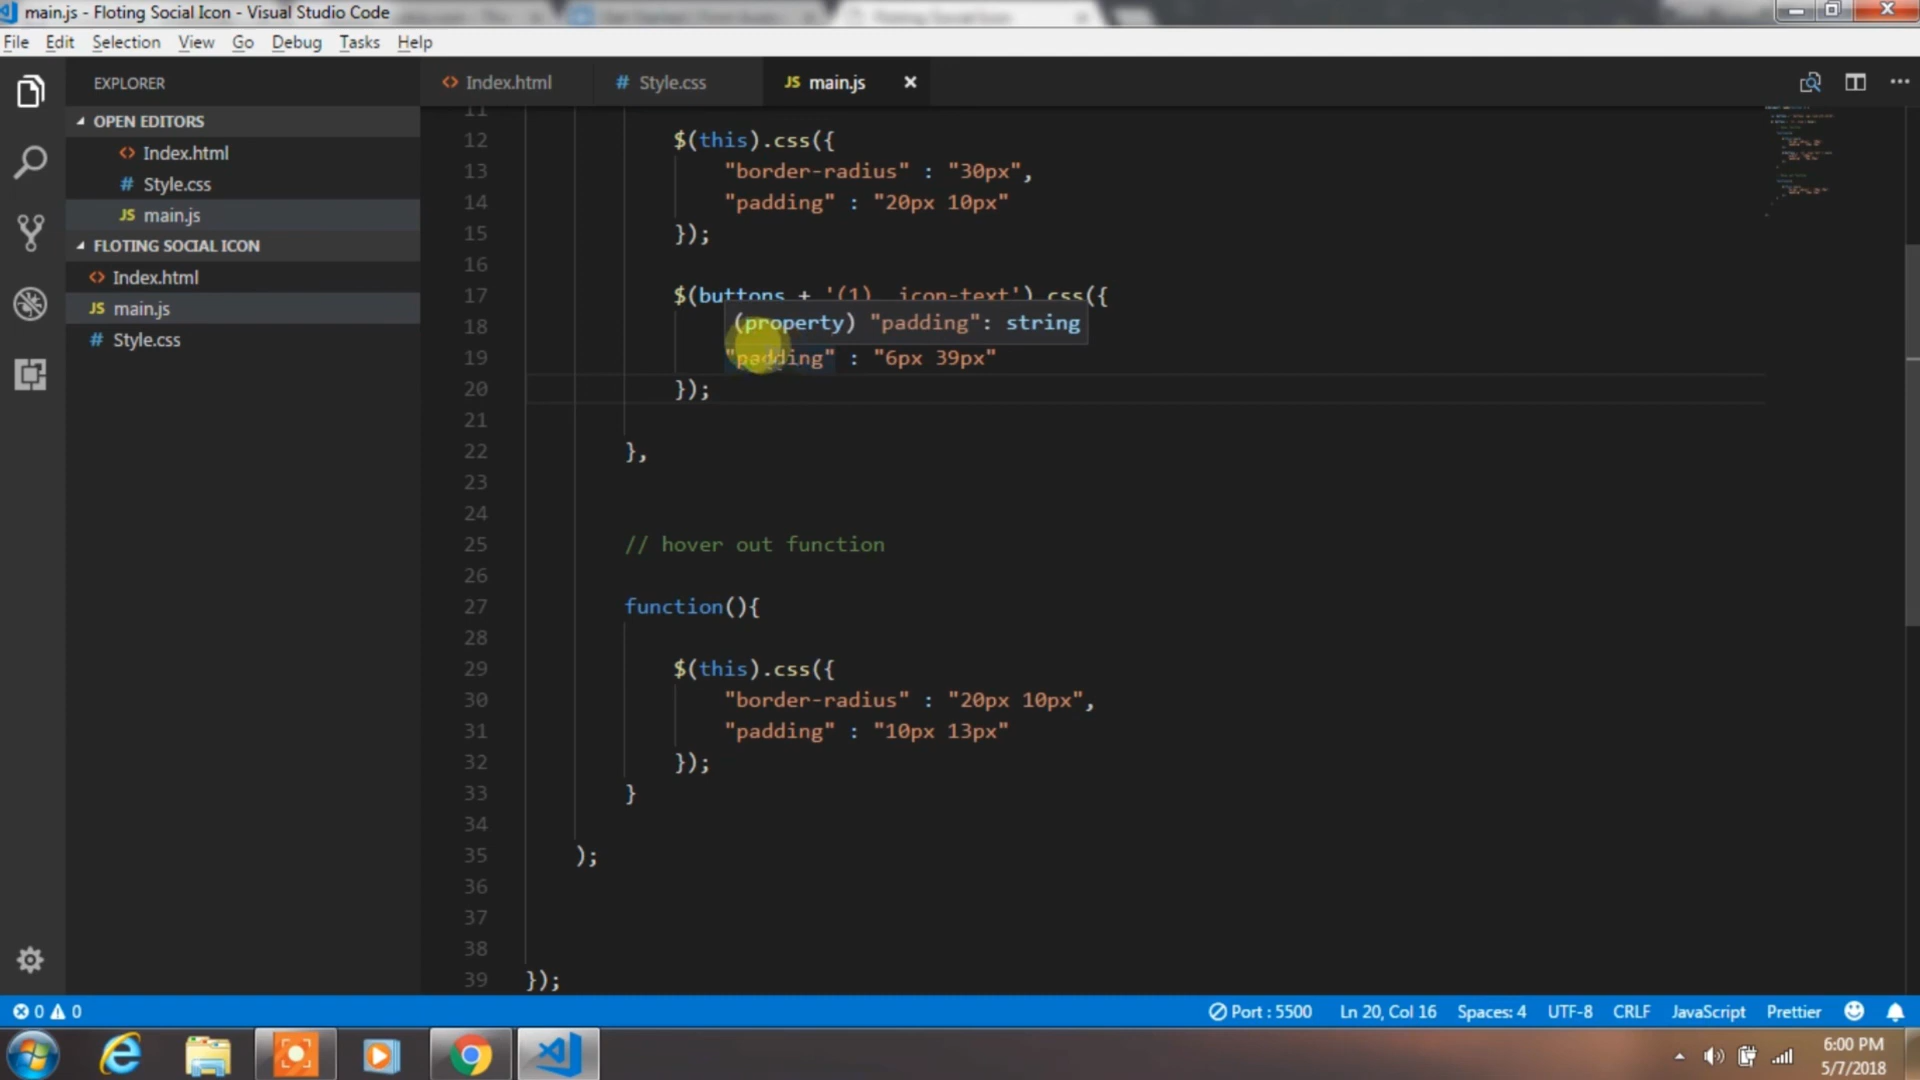 main.js - Floting Social Icon - Visual Studio Code
File Edit Selection View Go Debug Tasks Help
EXPLORER
OPEN EDITORS
<> Index.html
# Style.css
JS main.js
FLOTING SOCIAL ICON
<> Index.html
JS main.js
# Style.css
<> Index.html # Style.css JS main.js ×
11
12 $(this).css({
13 "border-radius" : "30px",
14 "padding" : "20px 10px"
15 });
16
17 $(buttons + '(1) .icon-text').css({
18 (property) "padding": string
19 "padding" : "6px 39px"
20 });
21
22 },
23
24
25 // hover out function
26
27 function(){
28
29 $(this).css({
30 "border-radius" : "20px 10px",
31 "padding" : "10px 13px"
32 });
33 }
34
35 );
36
37
38
39 });
0 0 Port : 5500 Ln 20, Col 16 Spaces: 4 UTF-8 CRLF JavaScript Prettier
6:00 PM
5/7/2018